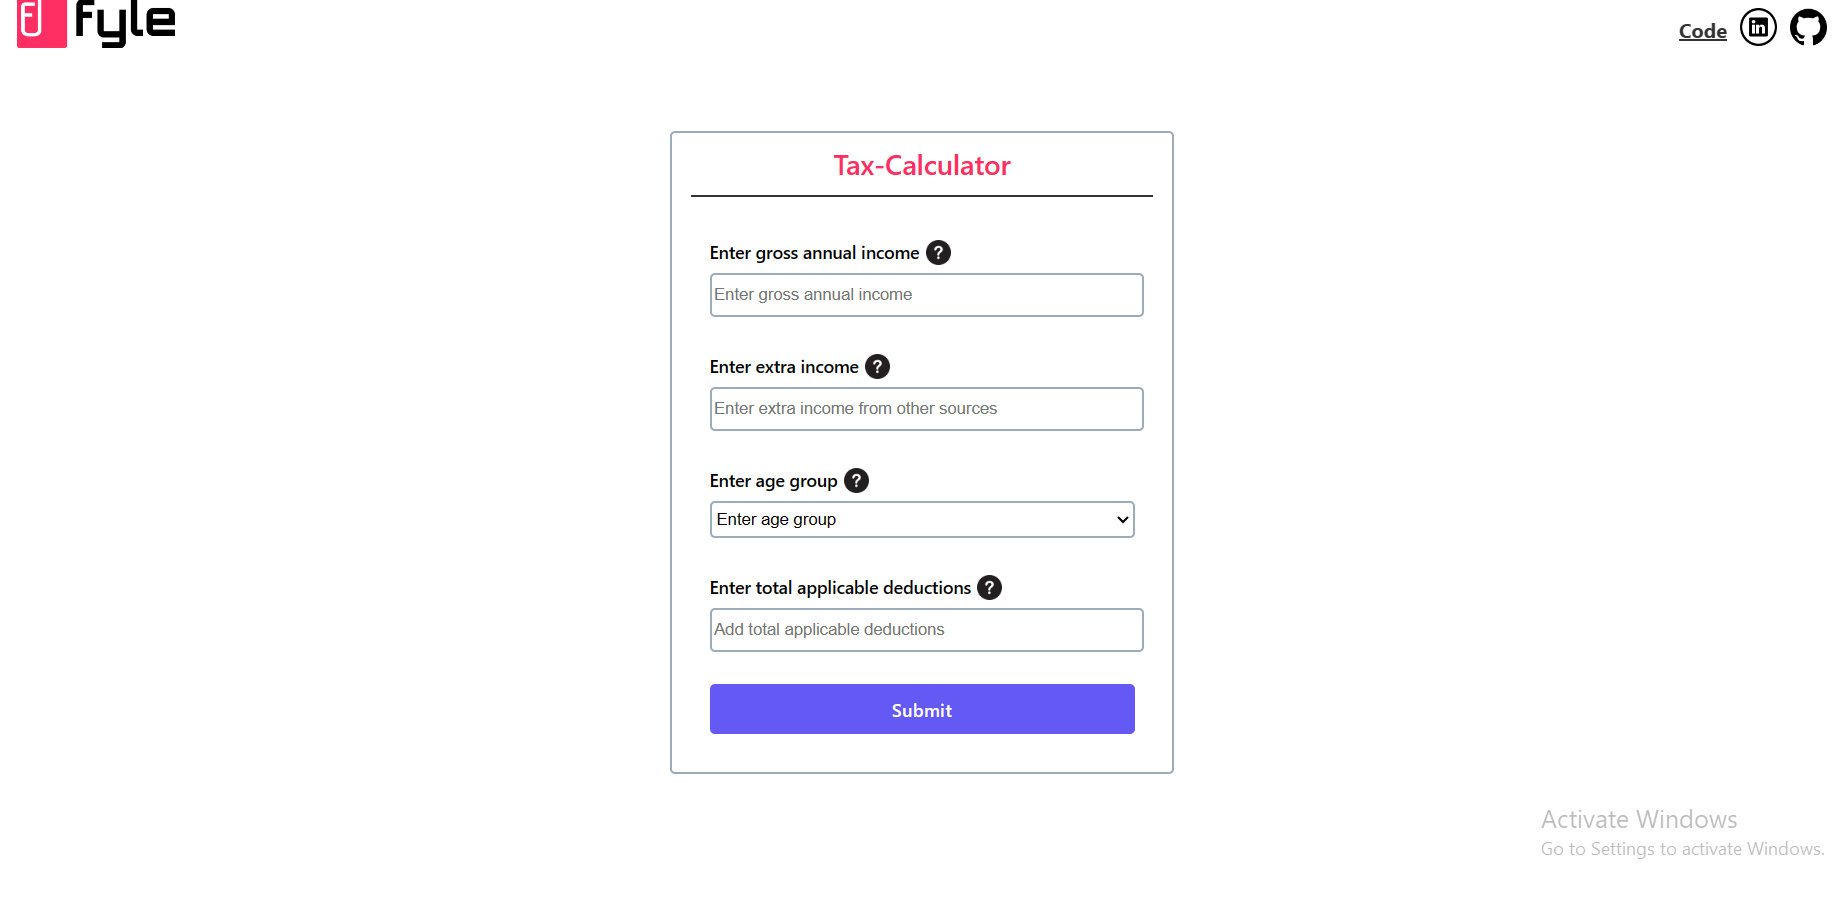 fyle
Code
in
Tax-Calculator
Enter gross annual income ?
Enter gross annual income
Enter extra income ?
Enter extra income from other sources
Enter age group ?
Enter age group
Enter total applicable deductions ?
Add total applicable deductions
Submit
Activate Windows
Go to Settings to activate Windows.